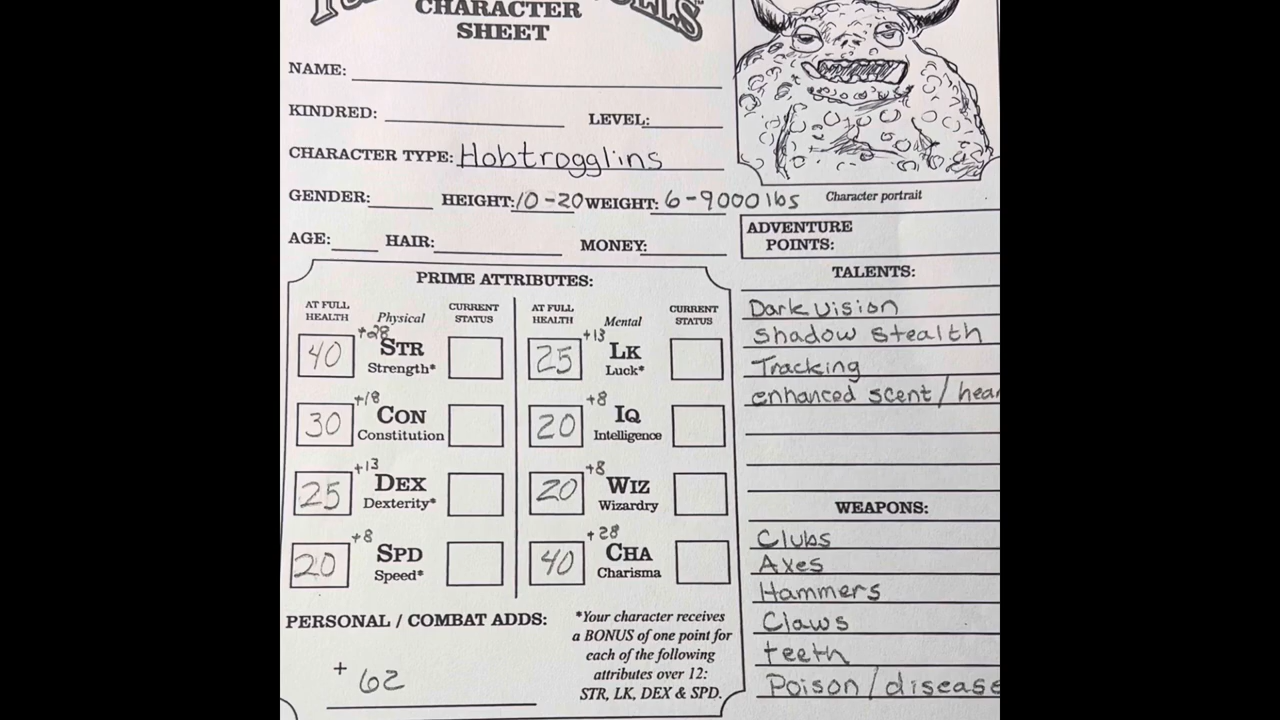 CHARACTER
SHEET
NAME:
KINDRED: LEVEL:
CHARACTER TYPE: Hobtrogglins
GENDER: HEIGHT: 10-20 WEIGHT: 6-9000 lbs
AGE: HAIR: MONEY:
PRIME ATTRIBUTES:
AT FULL HEALTH Physical CURRENT STATUS
+28
40 STR
Strength*
+18
30 CON
Constitution
+13
25 DEX
Dexterity*
+8
20 SPD
Speed*
AT FULL HEALTH Mental CURRENT STATUS
+13
25 LK
Luck*
+8
20 IQ
Intelligence
+8
20 WIZ
Wizardry
+28
40 CHA
Charisma
PERSONAL / COMBAT ADDS:
+ 62
*Your character receives
a BONUS of one point for
each of the following
attributes over 12:
STR, LK, DEX & SPD.
Character portrait
ADVENTURE
POINTS:
TALENTS:
Dark vision
Shadow stealth
Tracking
enhanced scent / hear
WEAPONS:
Clubs
Axes
Hammers
Claws
teeth
Poison / disease